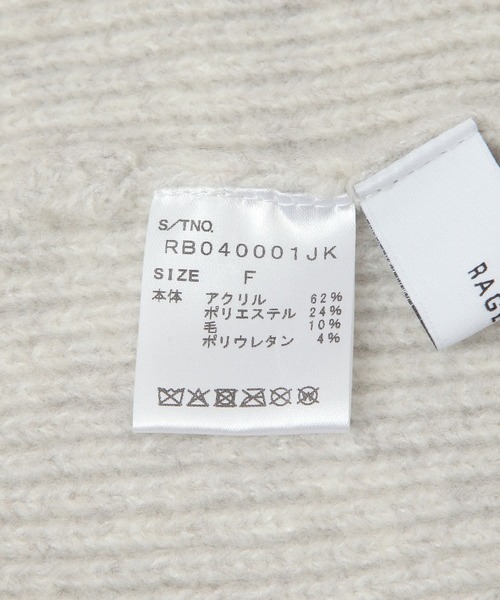 S/TNO.
RB040001JK
SIZE F
本体 アクリル 62%
ポリエステル 24%
毛 10%
ポリウレタン 4%